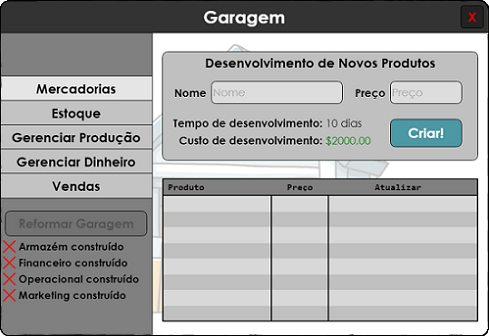 Garagem
X
Mercadorias
Estoque
Gerenciar Produção
Gerenciar Dinheiro
Vendas
Reformar Garagem
Armazém construído
Financeiro construído
Operacional construído
Marketing construído
Desenvolvimento de Novos Produtos
Nome Nome Preço Preço
Tempo de desenvolvimento: 10 dias
Custo de desenvolvimento: $2000.00
Criar!
Produto Preço Atualizar